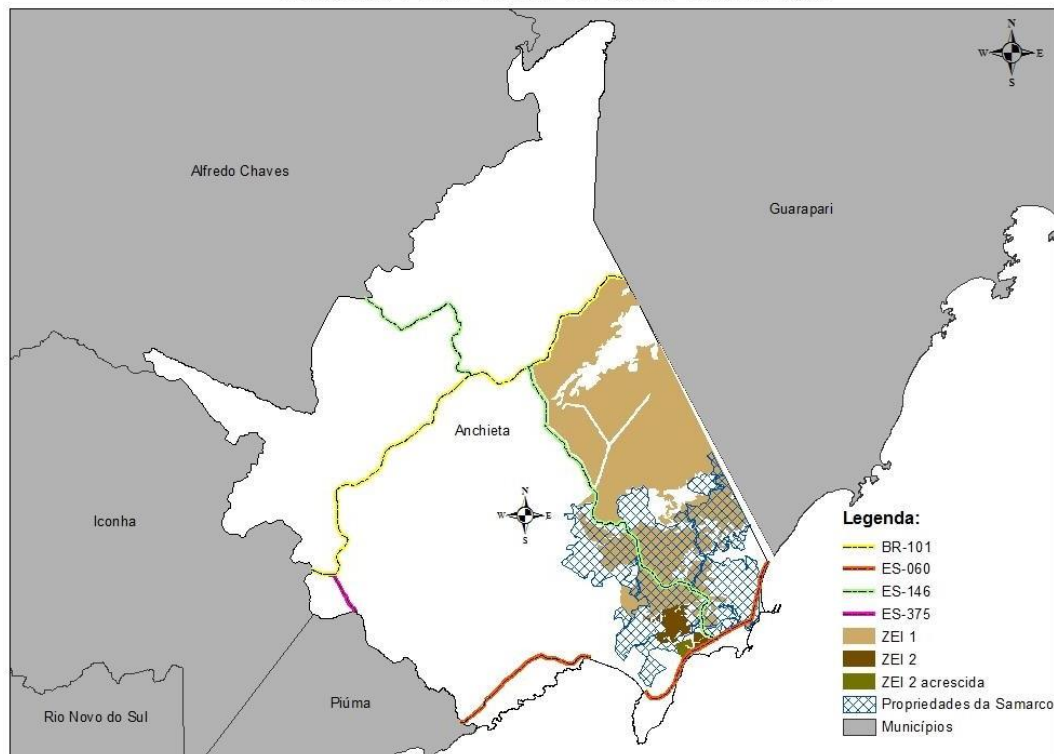 N
W E
S
Alfredo Chaves
Guarapari
Anchieta
N
W E
S
Iconha
Piúma
Rio Novo do Sul
Legenda:
BR-101
ES-060
ES-146
ES-375
ZEI 1
ZEI 2
ZEI 2 acrescida
Propriedades da Samarco
Municípios